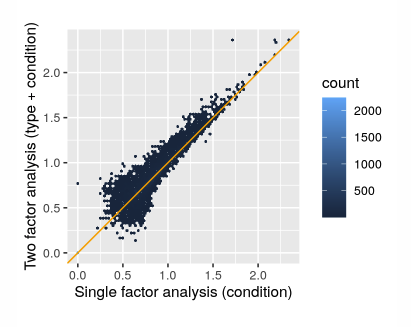 Two factor analysis (type + condition)
2.0
1.5
1.0
0.5
0.0
0.0 0.5 1.0 1.5 2.0
Single factor analysis (condition)
count
2000
1500
1000
500